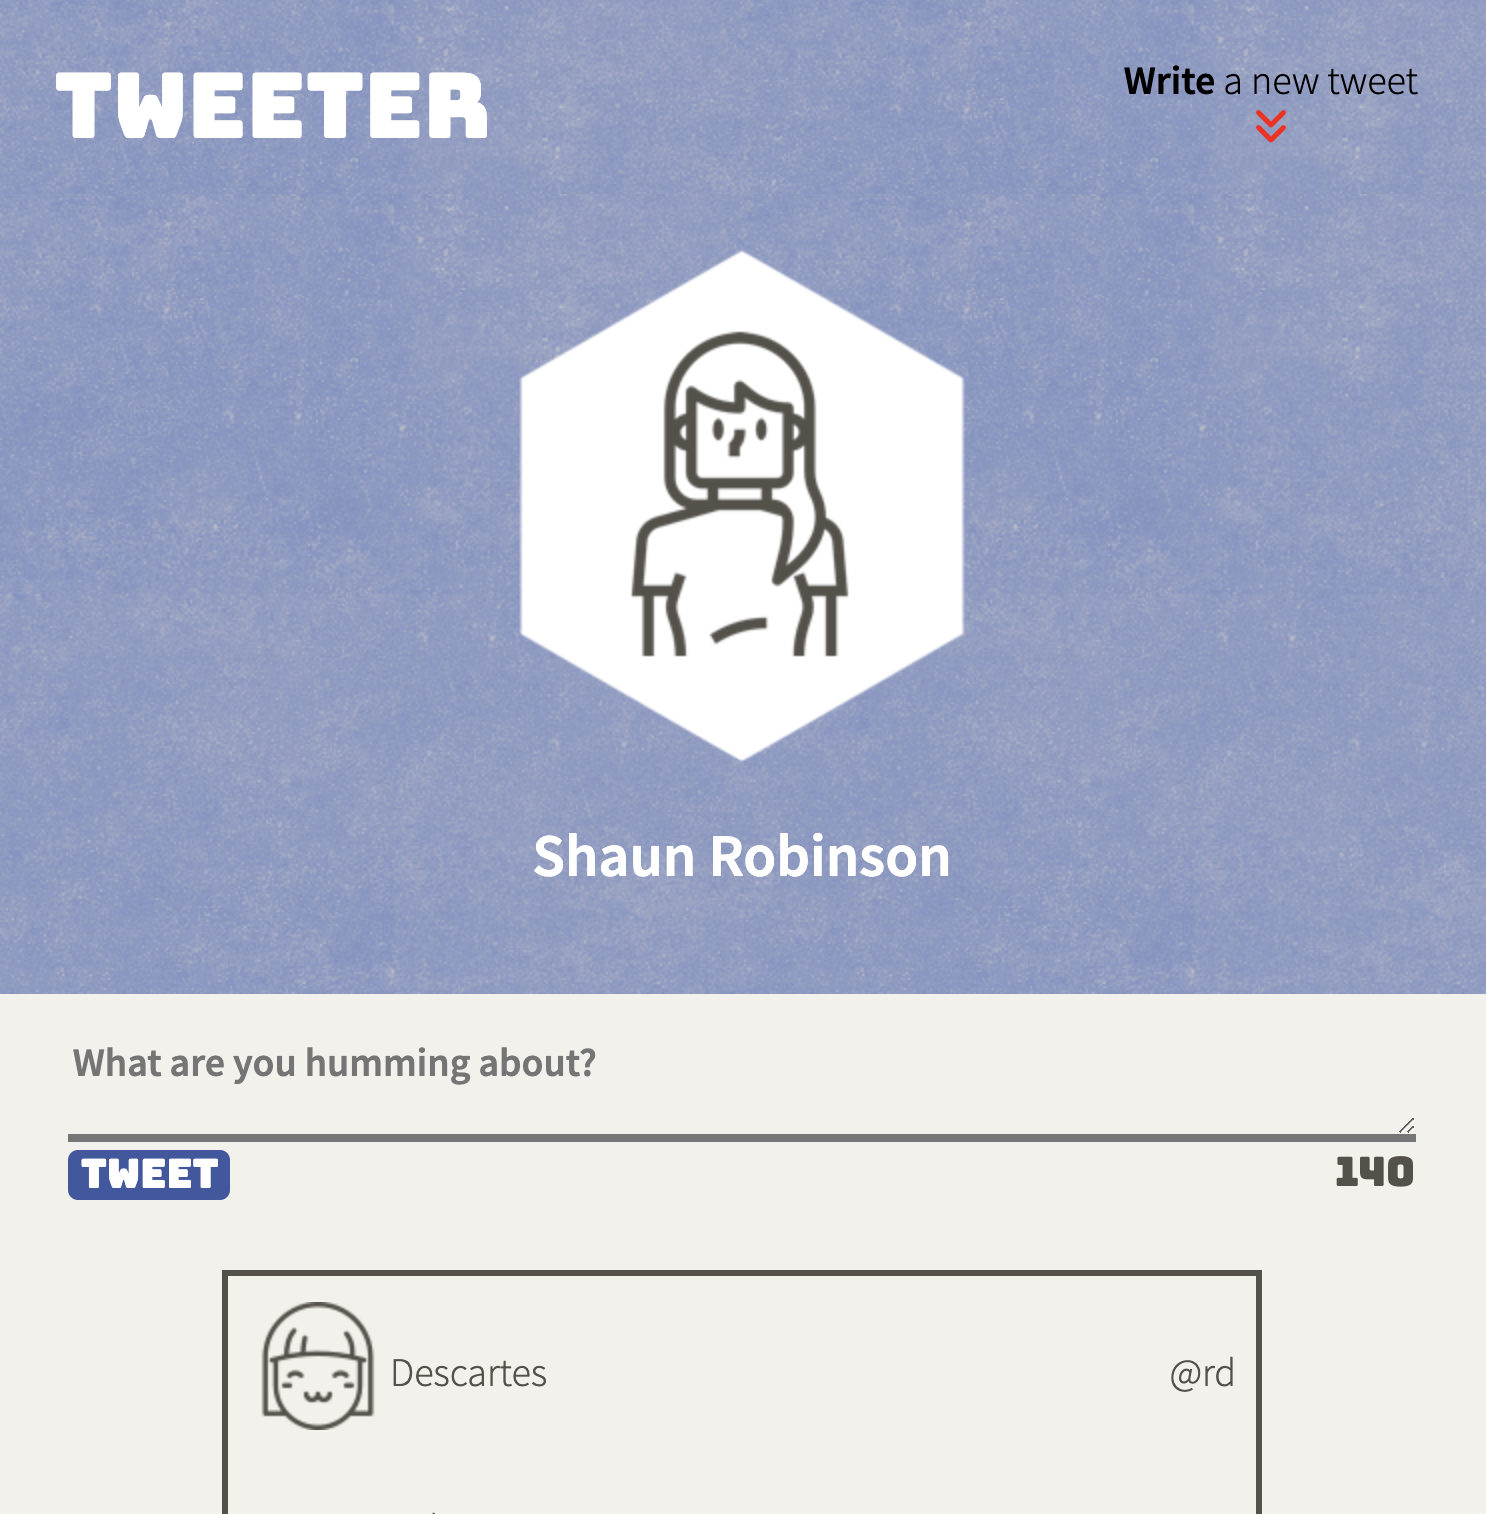 TWEETER
Write a new tweet
Shaun Robinson
What are you humming about?
TWEET
140
Descartes
@rd